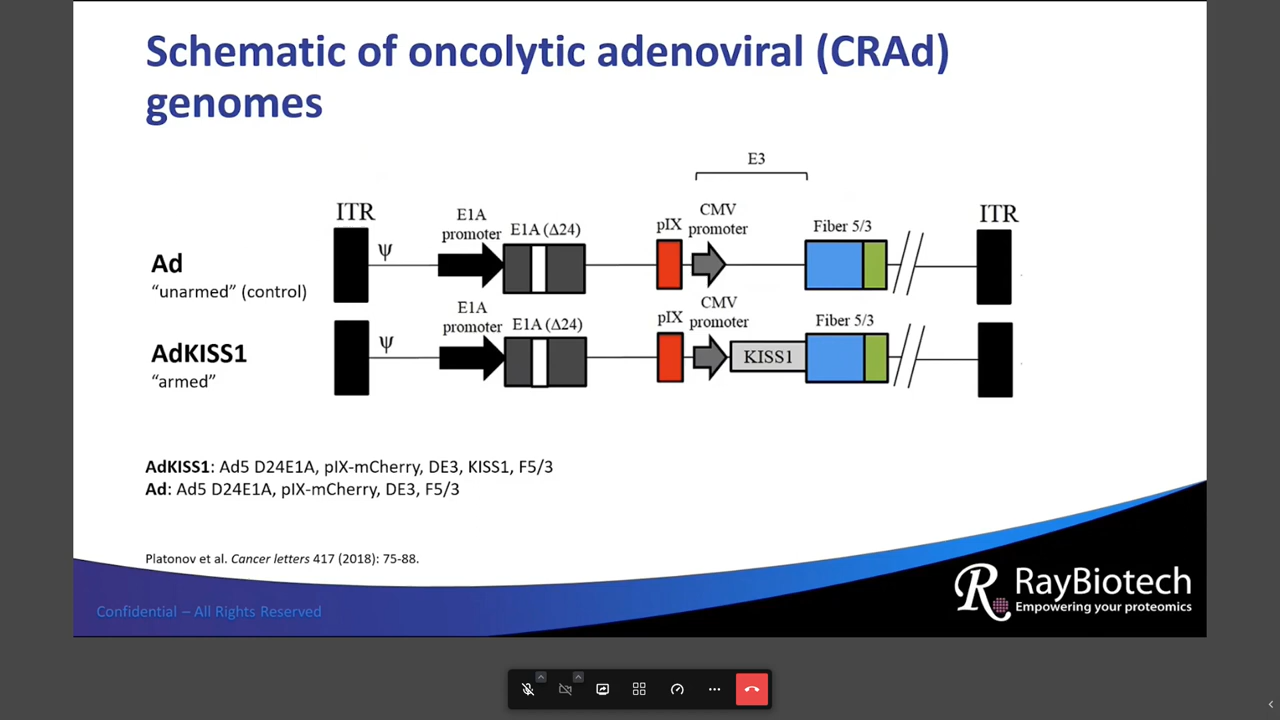 Schematic of oncolytic adenoviral (CRAd)
genomes
E3
ITR
Ψ
E1A
promoter
E1A (Δ24)
pIX
CMV
promoter
Fiber 5/3
ITR
Ad
“unarmed” (control)
Ψ
E1A
promoter
E1A (Δ24)
pIX
CMV
promoter
KISS1
Fiber 5/3
AdKISS1
“armed”
AdKISS1: Ad5 D24E1A, pIX-mCherry, DE3, KISS1, F5/3
Ad: Ad5 D24E1A, pIX-mCherry, DE3, F5/3
Platonov et al. Cancer letters 417 (2018): 75-88.
Confidential – All Rights Reserved
R
RayBiotech
Empowering your proteomics